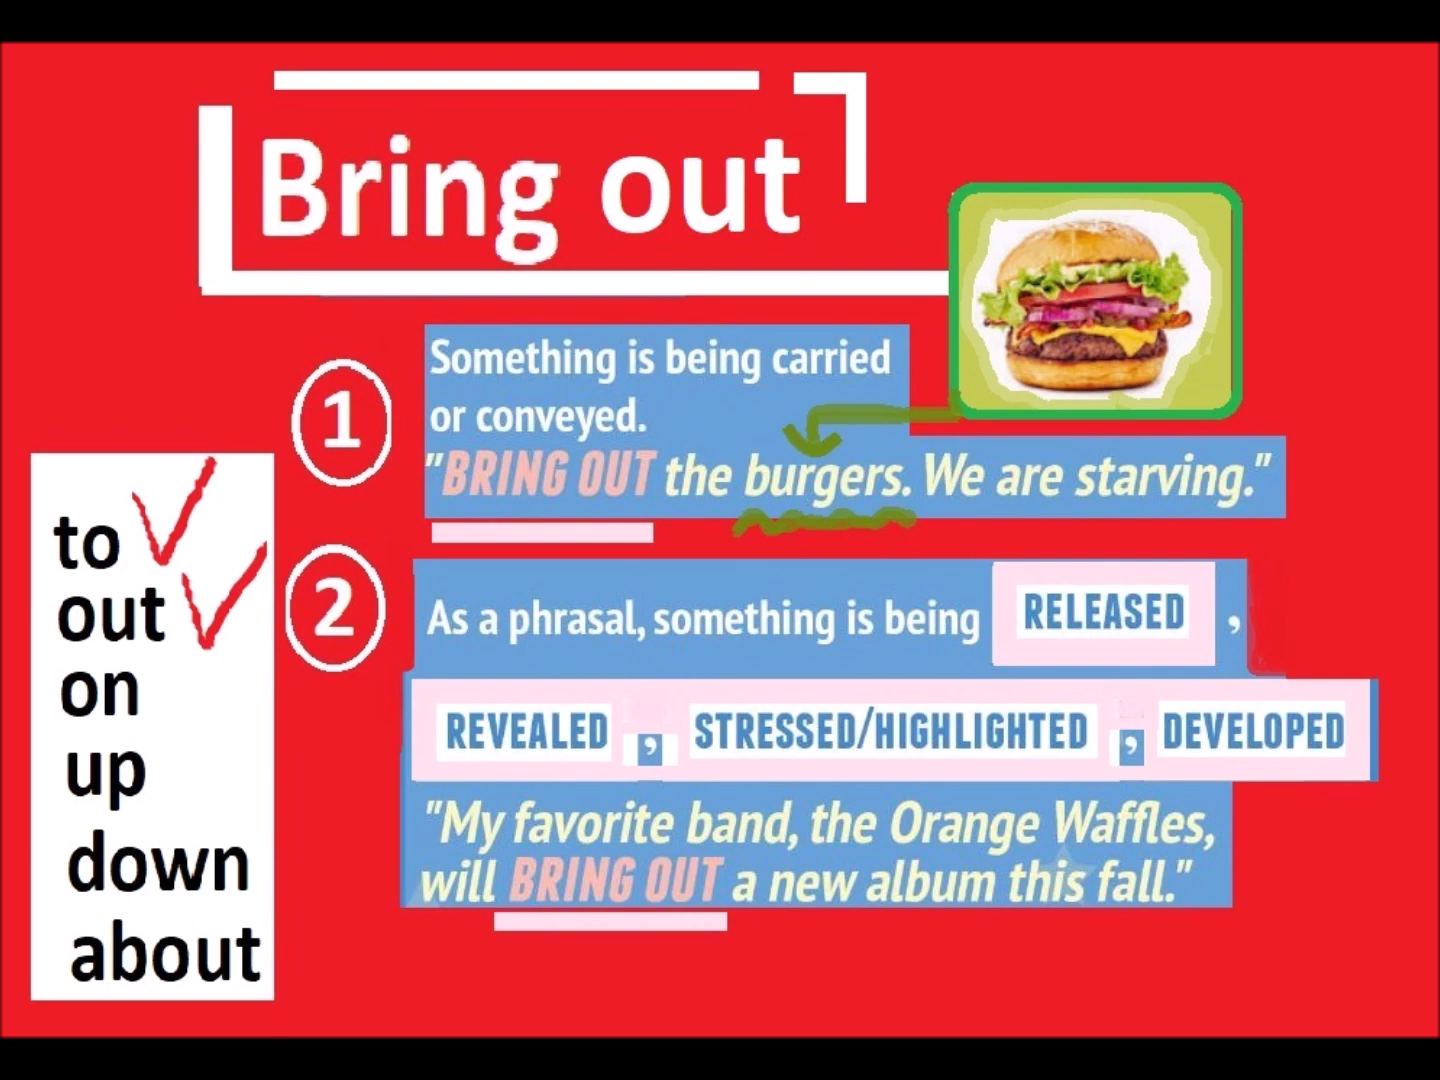 Bring out
1
Something is being carried
or conveyed.
"BRING OUT the burgers. We are starving."
2
As a phrasal, something is being RELEASED ,
REVEALED , STRESSED/HIGHLIGHTED , DEVELOPED
"My favorite band, the Orange Waffles,
will BRING OUT a new album this fall."
to
out
on
up
down
about